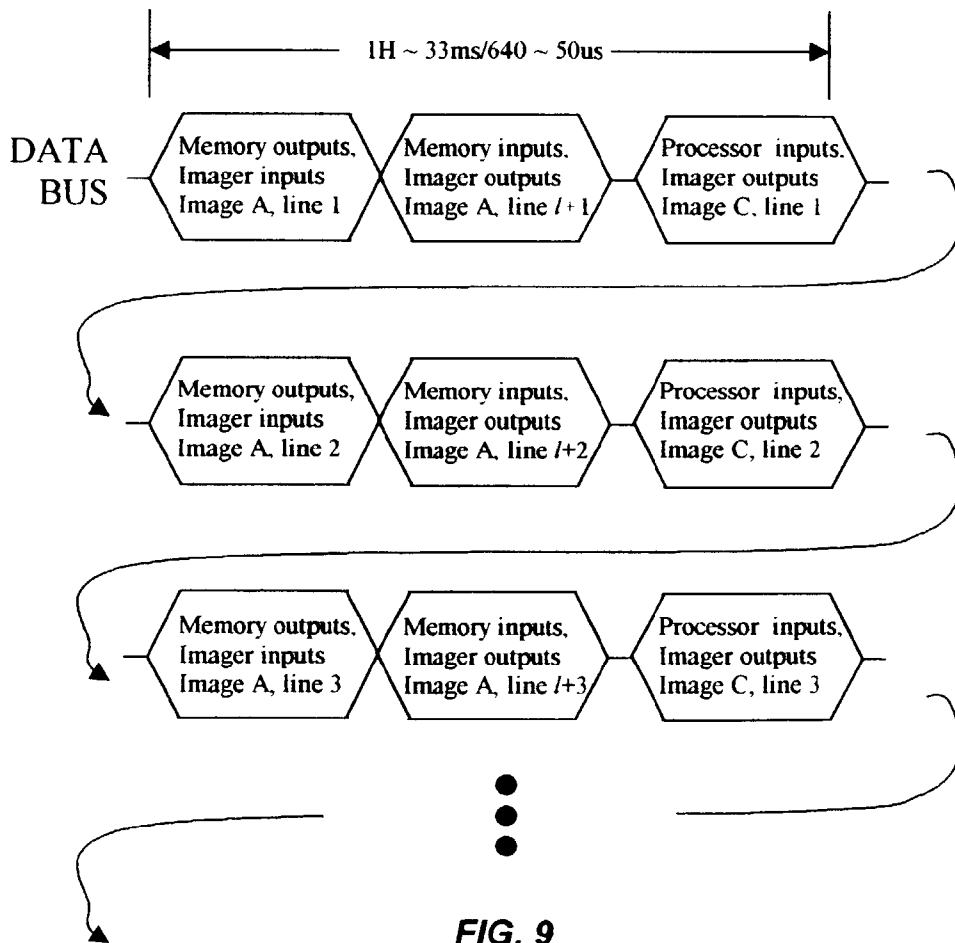 1H ~ 33ms/640 ~ 50us
DATA
BUS
Memory outputs,
Imager inputs
Image A, line 1
Memory inputs.
Imager outputs
Image A, line l+1
Processor inputs.
Imager outputs
Image C, line 1
Memory outputs,
Imager inputs
Image A, line 2
Memory inputs.
Imager outputs
Image A, line l+2
Processor inputs,
Imager outputs
Image C, line 2
Memory outputs.
Imager inputs
Image A, line 3
Memory inputs,
Imager outputs
Image A, line l+3
Processor inputs,
Imager outputs
Image C, line 3
FIG. 9